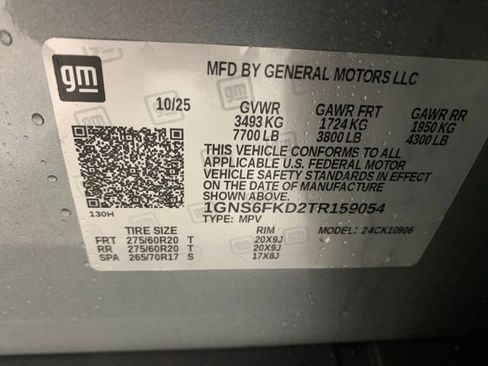 gm
MFD BY GENERAL MOTORS LLC
10/25 GVWR GAWR FRT GAWR RR
3493 KG 1724 KG 1950 KG
7700 LB 3800 LB 4300 LB
THIS VEHICLE CONFORMS TO ALL
APPLICABLE U.S. FEDERAL MOTOR
VEHICLE SAFETY STANDARDS IN EFFECT
ON THE DATE OF MANUFACTURE
SHOWN ABOVE.
1GNS6FKD2TR159054
130H TYPE: MPV MODEL: 24CK10906
TIRE SIZE RIM
FRT 275/60R20 T 20X9J
RR 275/60R20 T 20X9J
SPA 265/70R17 S 17X8J